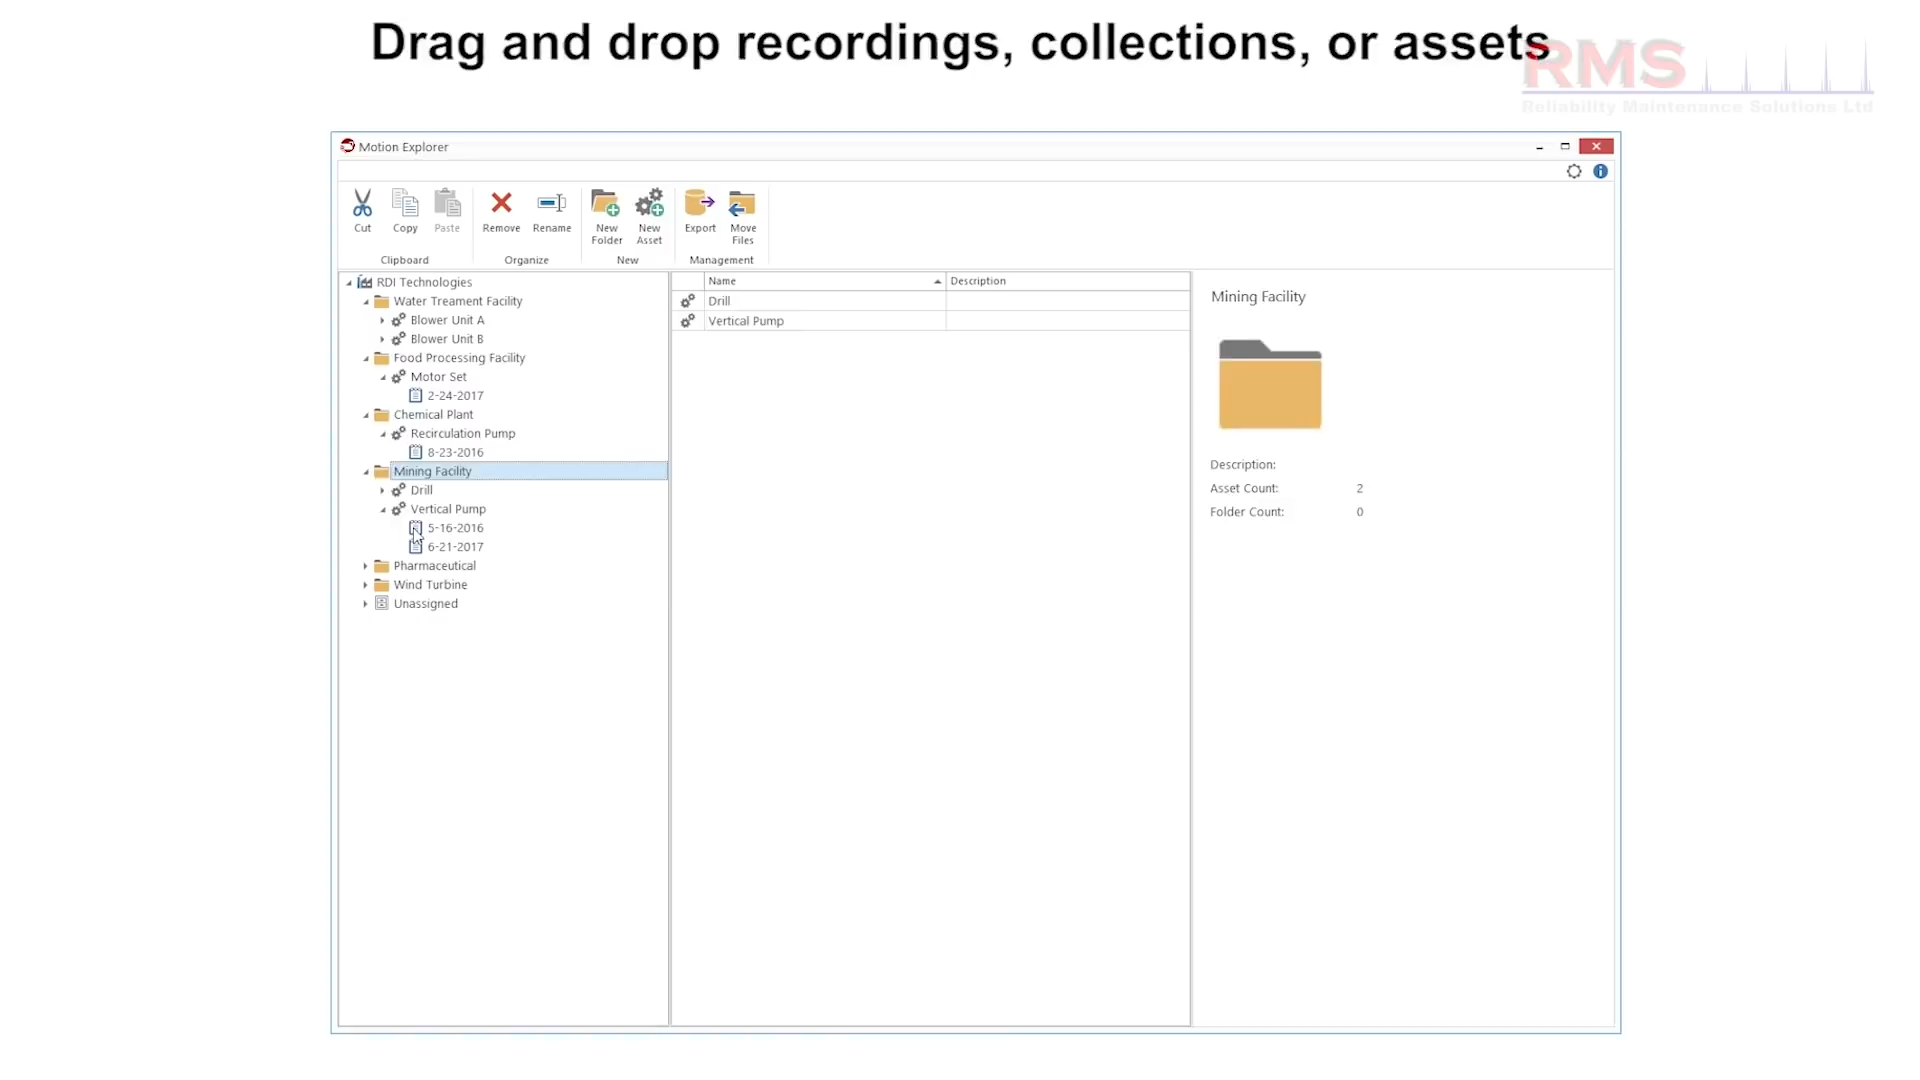 Drag and drop recordings, collections, or assets
RMS
Reliability Maintenance Solutions Ltd
Motion Explorer
Cut
Copy
Paste
Remove
Rename
New Folder
New Asset
Export
Move Files
Clipboard
Organize
New
Management
RDI Technologies
Water Treament Facility
Blower Unit A
Blower Unit B
Food Processing Facility
Motor Set
2-24-2017
Chemical Plant
Recirculation Pump
8-23-2016
Mining Facility
Drill
Vertical Pump
5-16-2016
6-21-2017
Pharmaceutical
Wind Turbine
Unassigned
Name
Description
Drill
Vertical Pump
Mining Facility
Description:
Asset Count: 2
Folder Count: 0